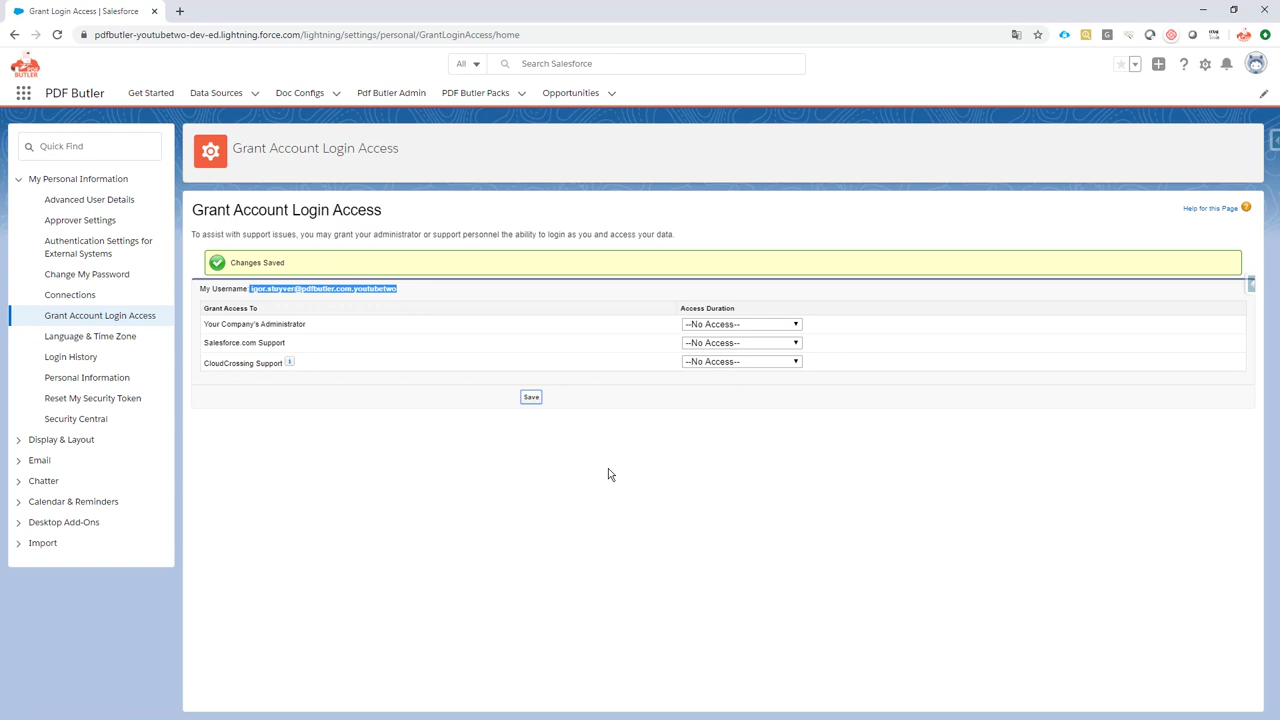 Grant Login Access | Salesforce
pdfbutler-youtubetwo-dev-ed.lightning.force.com/lightning/settings/personal/GrantLoginAccess/home
PDF
BUTLER
All
Search Salesforce
PDF Butler
Get Started
Data Sources
Doc Configs
Pdf Butler Admin
PDF Butler Packs
Opportunities
Quick Find
My Personal Information
Advanced User Details
Approver Settings
Authentication Settings for
External Systems
Change My Password
Connections
Grant Account Login Access
Language & Time Zone
Login History
Personal Information
Reset My Security Token
Security Central
Display & Layout
Email
Chatter
Calendar & Reminders
Desktop Add-Ons
Import
Grant Account Login Access
Grant Account Login Access
Help for this Page
To assist with support issues, you may grant your administrator or support personnel the ability to login as you and access your data.
Changes Saved
My Username igor.stuyver@pdfbutler.com.youtubetwo
Grant Access To Access Duration
Your Company's Administrator --No Access--
Salesforce.com Support --No Access--
CloudCrossing Support --No Access--
Save